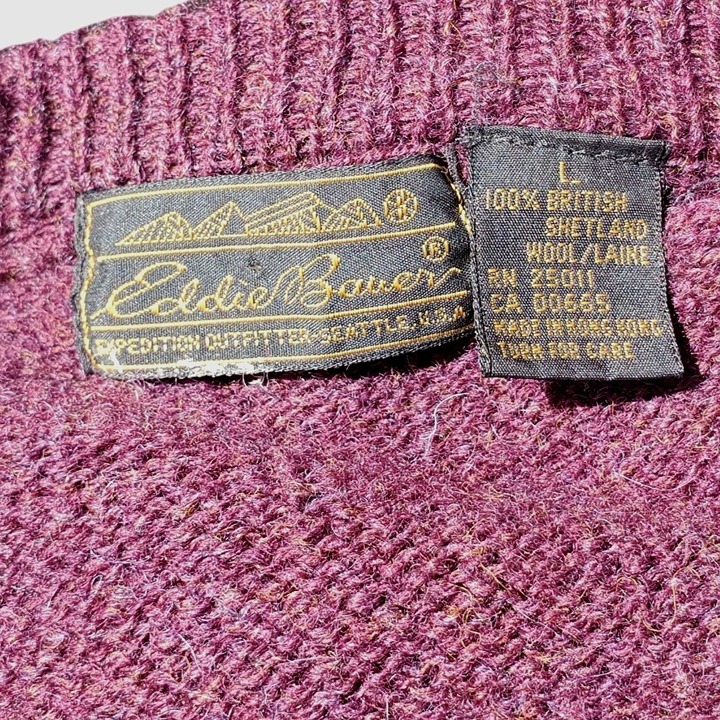 Eddie Bauer®
EXPEDITION OUTFITTER SEATTLE, U.S.A.
L
100% BRITISH
SHETLAND
WOOL/LAINE
RN 25011
CA 00665
MADE IN HONG KONG
TURN FOR CARE